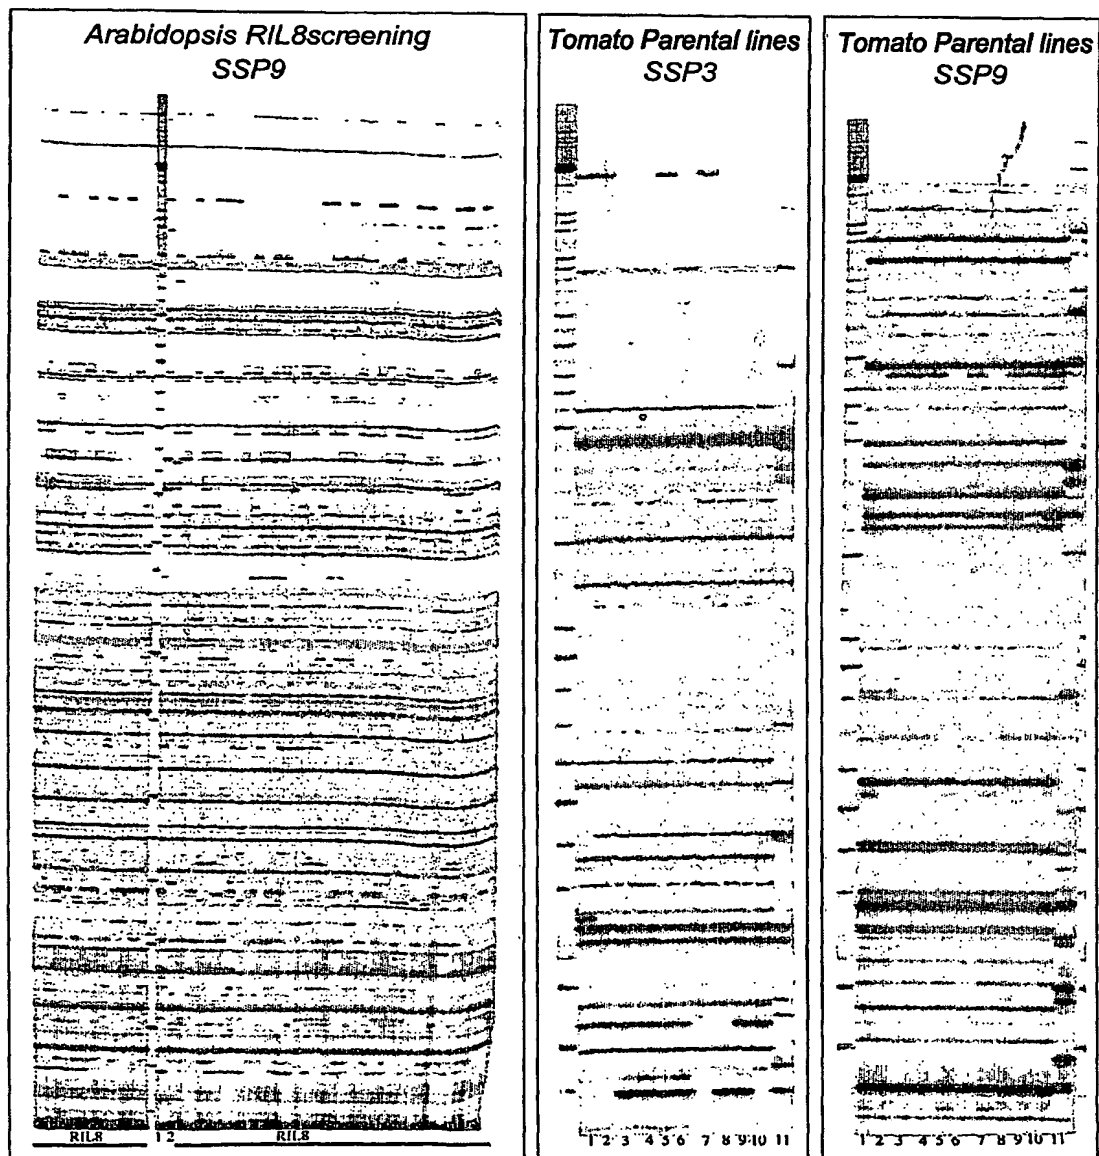 Arabidopsis RIL8screening
SSP9
RIL8 1 2 RIL8
Tomato Parental lines
SSP3
1 2 3 4 5 6 7 8 9 10 11
Tomato Parental lines
SSP9
1 2 3 4 5 6 7 8 9 10 11